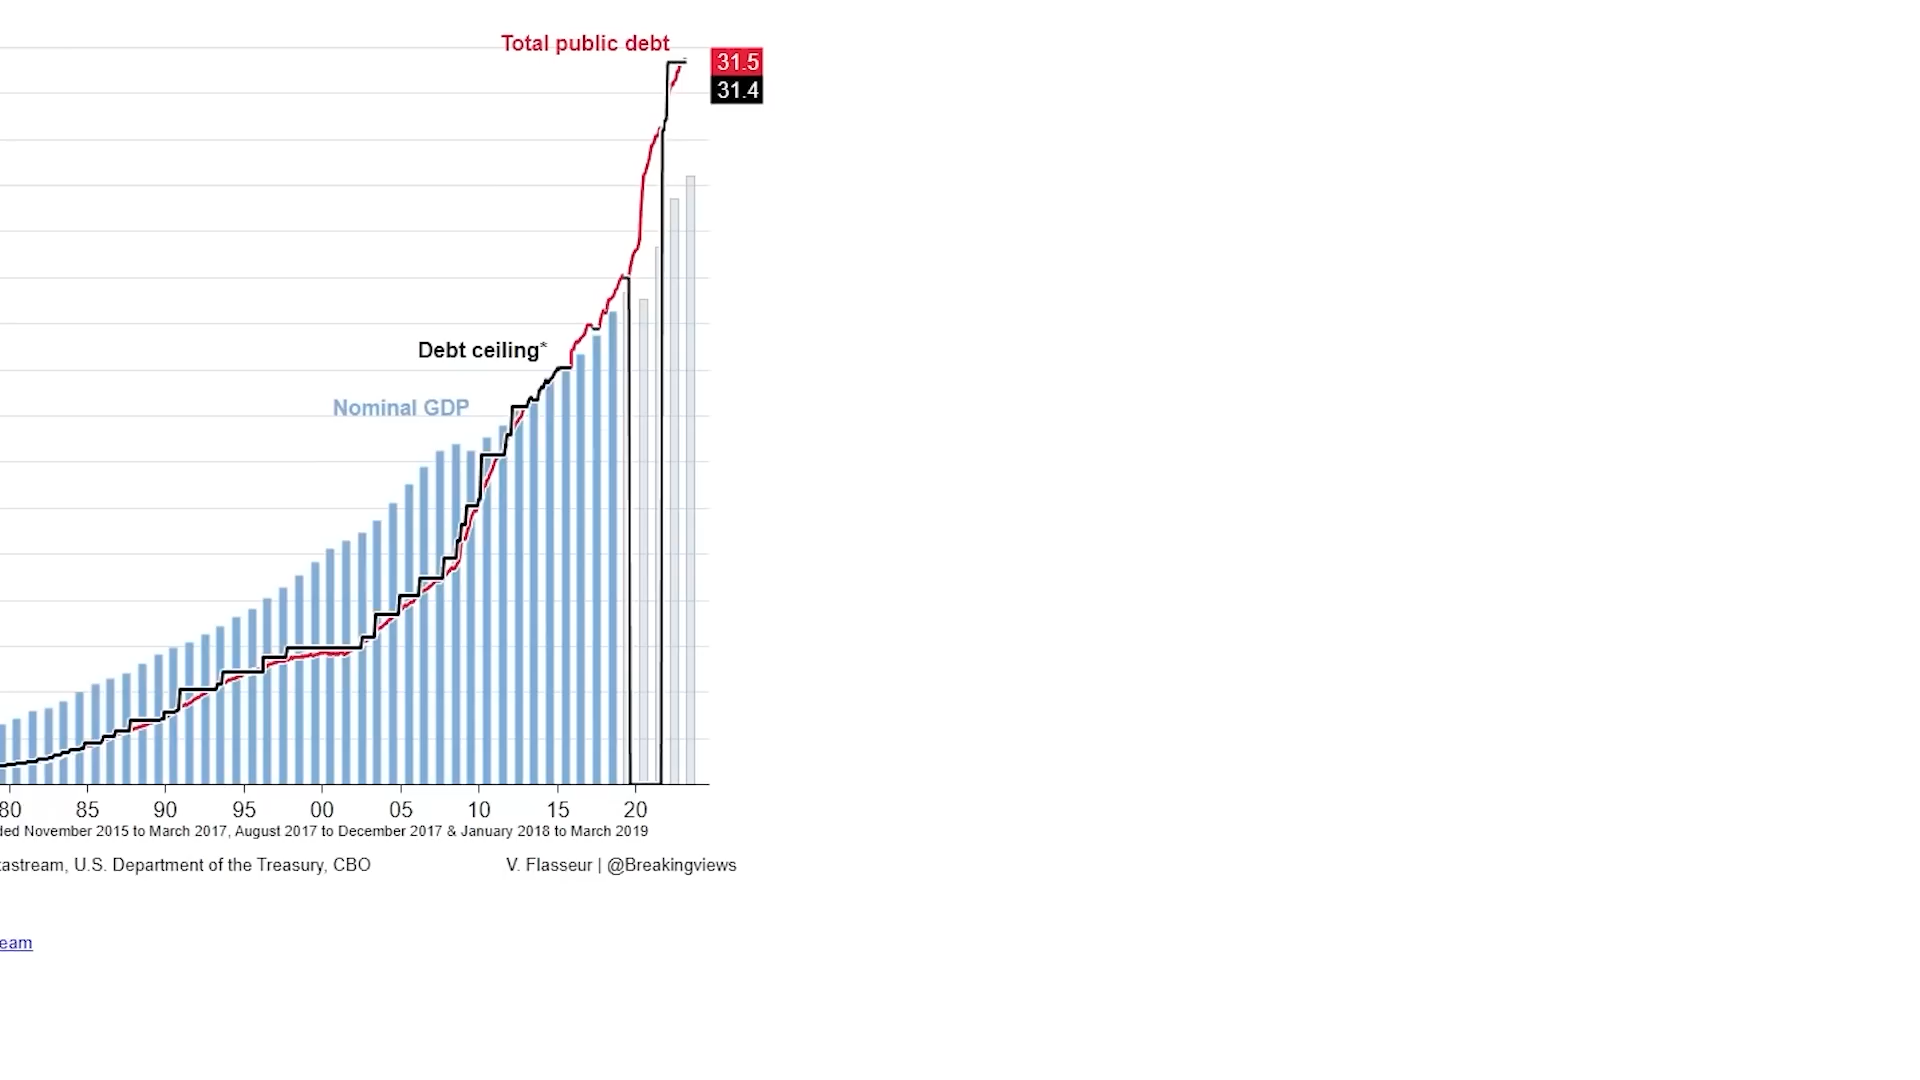 Total public debt
31.5
31.4
Debt ceiling*
Nominal GDP
80 85 90 95 00 05 10 15 20
ded November 2015 to March 2017, August 2017 to December 2017 & January 2018 to March 2019
tastream, U.S. Department of the Treasury, CBO
V. Flasseur | @Breakingviews
eam